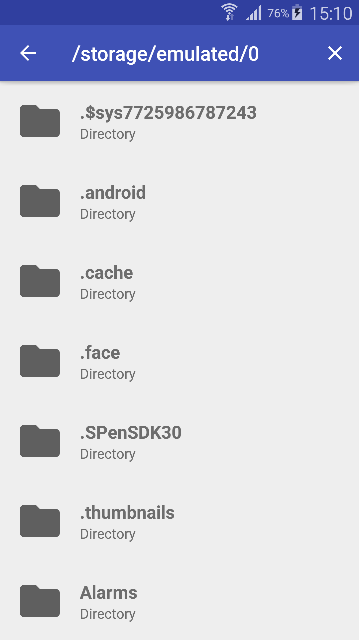 76% 15:10
/storage/emulated/0
.$sys7725986787243
Directory
.android
Directory
.cache
Directory
.face
Directory
.SPenSDK30
Directory
.thumbnails
Directory
Alarms
Directory